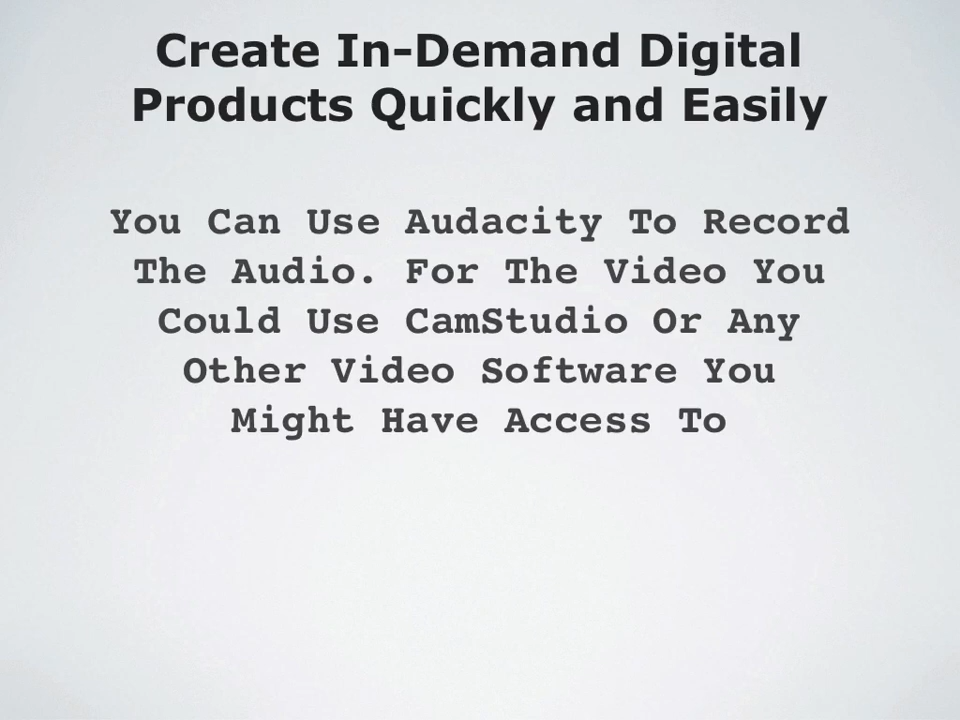 Create In-Demand Digital
Products Quickly and Easily
You Can Use Audacity To Record
The Audio. For The Video You
Could Use CamStudio Or Any
Other Video Software You
Might Have Access To